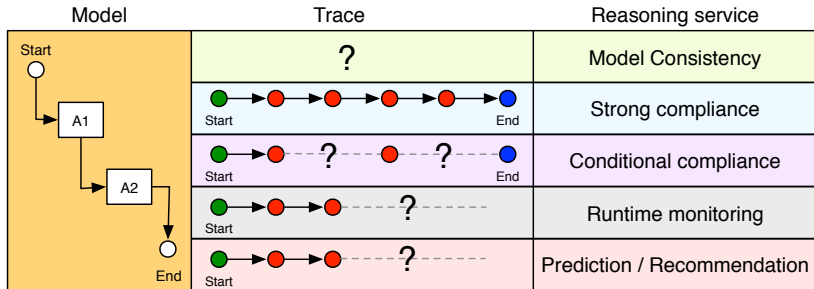 Model
Trace
Reasoning service
Start
A1
A2
End
?
Model Consistency
Start
End
Strong compliance
?
?
Start
End
Conditional compliance
?
Start
Runtime monitoring
?
Start
Prediction / Recommendation